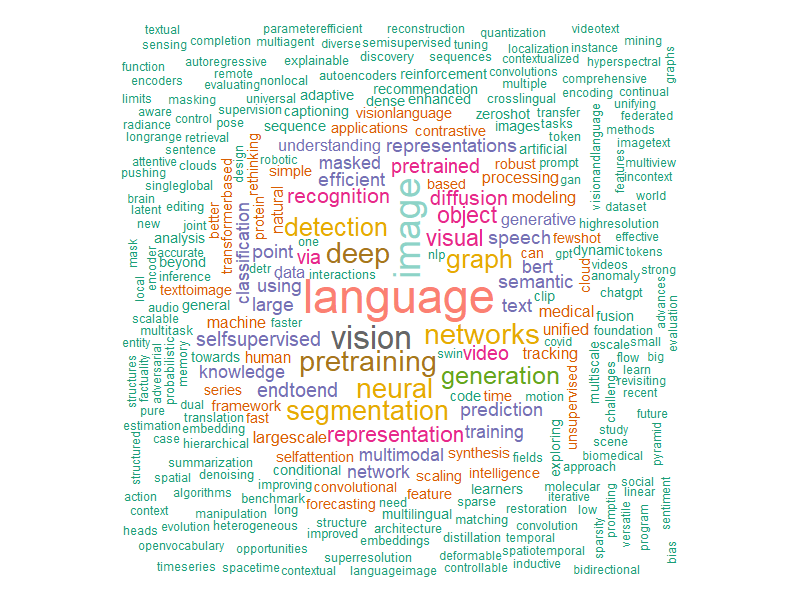 textual
parameterefficient
reconstruction
quantization
videotext
sensing
completion
multiagent
diverse
semisupervised
tuning
localization
instance
mining
function
autoregressive
explainable
discovery
sequences
contextualized
hyperspectral
graphs
encoders
remote
nonlocal
autoencoders
reinforcement
convolutions
comprehensive
evaluating
recommendation
multiple
encoding
continual
limits
masking
universal
adaptive
dense
enhanced
crosslingual
unifying
aware
control
supervision
captioning
visionlanguage
zeroshot
transfer
federated
radiance
pose
sequence
applications
contrastive
images
tasks
methods
longrange
retrieval
understanding
representations
token
imagetext
sentence
design
rethinking
robotic
masked
pretrained
artificial
visionandlanguage
features
multiview
attentive
clouds
transformerbased
simple
efficient
image
based
robust
prompt
processing
gan
incontext
pushing
singleglobal
protein
natural
recognition
diffusion
modeling
world
brain
latent
editing
better
classification
detection
object
generative
dataset
new
joint
visual
speech
fewshot
highresolution
effective
mask
encoder
analysis
accurate
beyond
point
one
via
deep
nlp
graph
can
gpt
dynamic
tokens
inference
detr
data
interactions
bert
cloud
videos
anomaly
strong
local
texttoimage
using
language
semantic
clip
chatgpt
advances
audio
general
large
text
medical
fusion
scalable
machine
faster
vision
networks
unified
foundation
evaluation
multitask
selfsupervised
covid
scale
small
entity
towards
human
pretraining
swin
video
tracking
flow
big
structures
factuality
adversarial
probabilistic
memory
knowledge
neural
generation
unsupervised
multiscale
challenges
learn
revisiting
recent
series
endtoend
code
time
motion
pure
dual
framework
segmentation
prediction
future
translation
fast
estimation
embedding
largescale
representation
training
exploring
study
case
hierarchical
scene
pyramid
structured
selfattention
multimodal
synthesis
fields
biomedical
summarization
conditional
network
scaling
intelligence
approach
spatial
denoising
improving
convolutional
feature
learners
molecular
social
action
algorithms
benchmark
forecasting
need
sparse
iterative
linear
sentiment
context
manipulation
long
multilingual
matching
restoration
low
prompting
heads
evolution
heterogeneous
structure
architecture
convolution
sparsity
versatile
program
improved
embeddings
distillation
temporal
openvocabulary
opportunities
superresolution
deformable
spatiotemporal
bias
timeseries
spacetime
contextual
languageimage
controllable
inductive
bidirectional